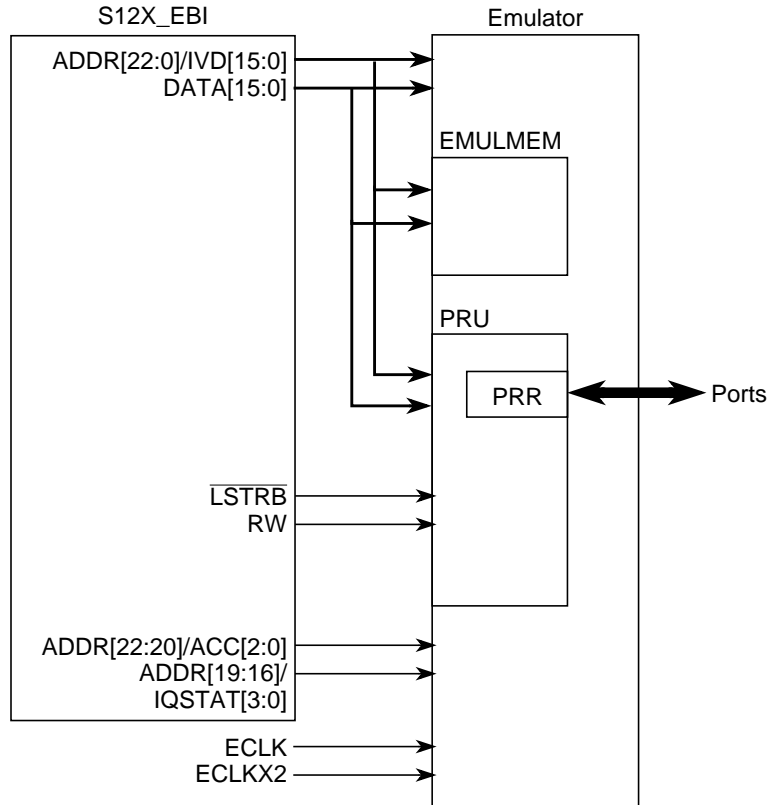 S12X_EBI
Emulator
ADDR[22:0]/IVD[15:0]
DATA[15:0]
EMULMEM
PRU
PRR
Ports
LSTRB
RW
ADDR[22:20]/ACC[2:0]
ADDR[19:16]/
IQSTAT[3:0]
ECLK
ECLKX2